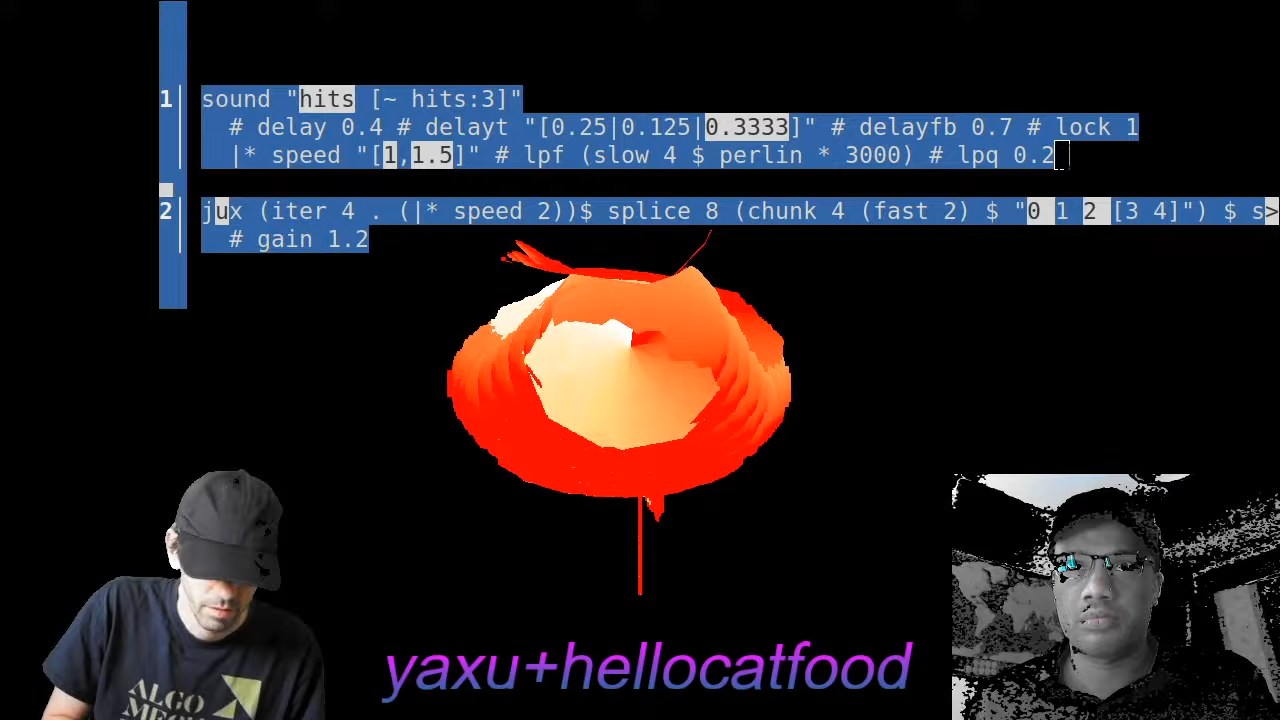 1 sound "hits [~ hits:3]"
# delay 0.4 # delayt "[0.25|0.125|0.3333]" # delayfb 0.7 # lock 1
|* speed "[1,1.5]" # lpf (slow 4 $ perlin * 3000) # lpq 0.2
2 jux (iter 4 . (|* speed 2))$ splice 8 (chunk 4 (fast 2) $ "0 1 2 [3 4]") $ s>
# gain 1.2
ALGO
yaxu+hellocatfood